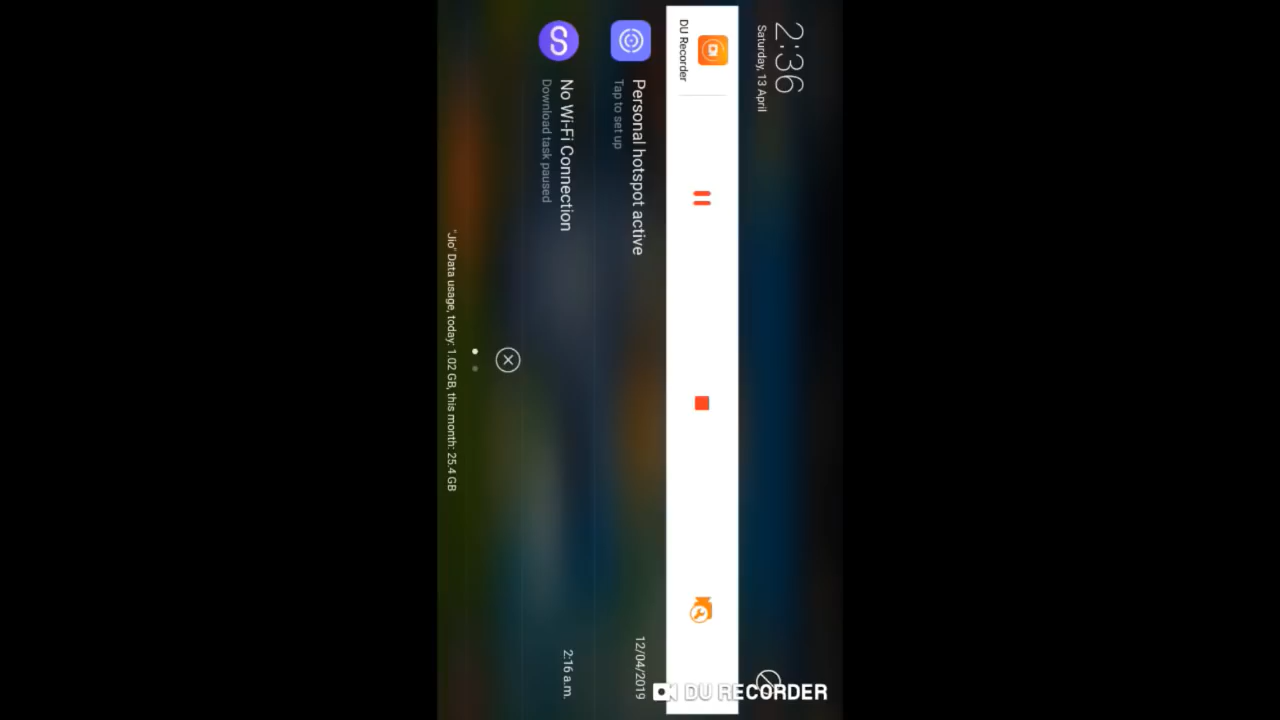 2:36
Saturday, 13 April
DU Recorder
Personal hotspot active
Tap to set up
12/04/2019
No Wi-Fi Connection
Download task paused
2:16 a.m.
"Jio" Data usage, today: 1.02 GB, this month: 25.4 GB
DU RECORDER